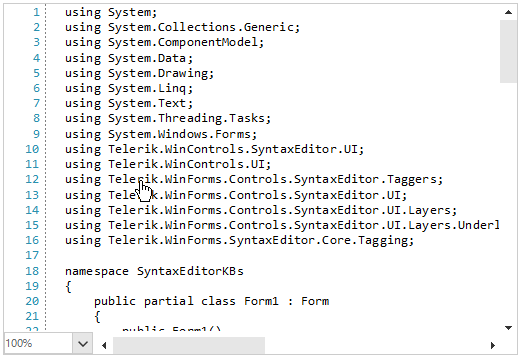 1 using System;
2 using System.Collections.Generic;
3 using System.ComponentModel;
4 using System.Data;
5 using System.Drawing;
6 using System.Linq;
7 using System.Text;
8 using System.Threading.Tasks;
9 using System.Windows.Forms;
10 using Telerik.WinControls.SyntaxEditor.UI;
11 using Telerik.WinControls.UI;
12 using Telerik.WinForms.Controls.SyntaxEditor.Taggers;
13 using Telerik.WinForms.Controls.SyntaxEditor.UI;
14 using Telerik.WinForms.Controls.SyntaxEditor.UI.Layers;
15 using Telerik.WinForms.Controls.SyntaxEditor.UI.Layers.Underl
16 using Telerik.WinForms.SyntaxEditor.Core.Tagging;
17
18 namespace SyntaxEditorKBs
19 {
20 public partial class Form1 : Form
21 {
22 public Form1()
100%